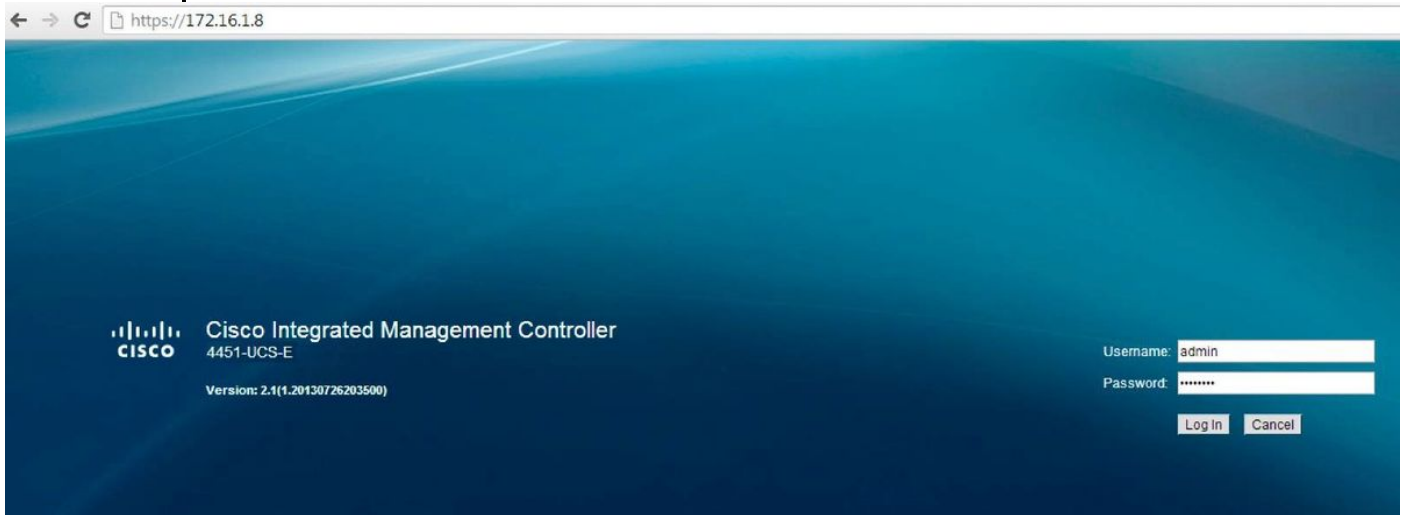 https://172.16.1.8
CISCO
Cisco Integrated Management Controller
4451-UCS-E
Version: 2.1(1.20130726203500)
Username: admin
Password: ••••••••
Log In Cancel